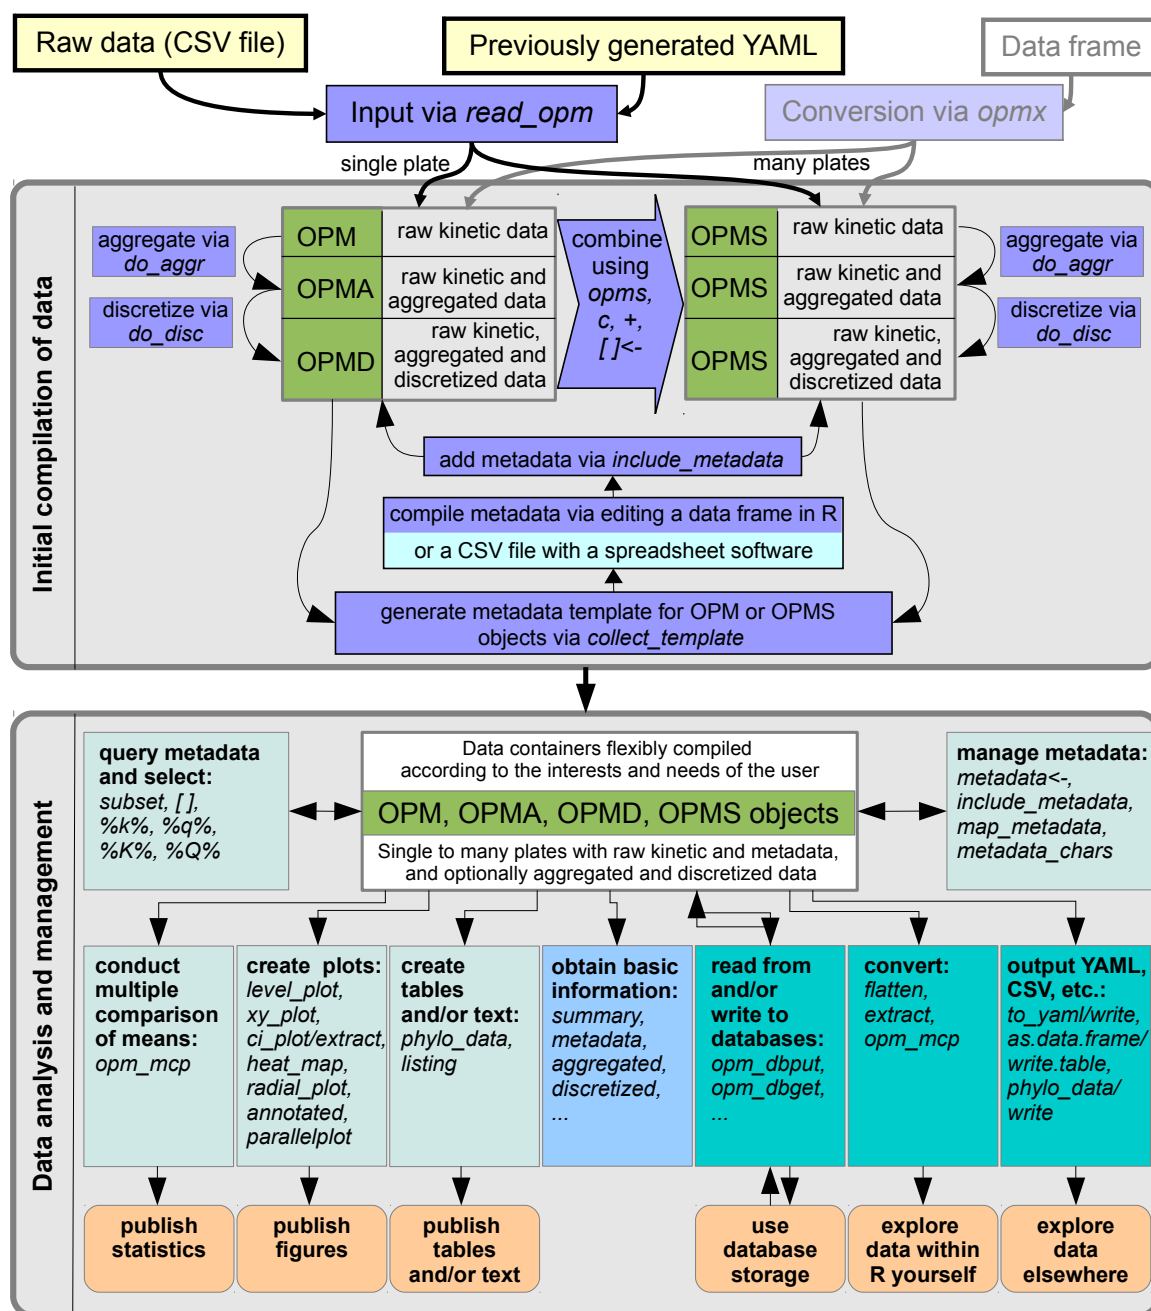 Raw data (CSV file)
Previously generated YAML
Data frame
Input via read_opm
Conversion via opmx
single plate
many plates
Initial compilation of data
aggregate via
do_aggr
discretize via
do_disc
OPM
raw kinetic data
OPMA
raw kinetic and
aggregated data
OPMD
raw kinetic,
aggregated and
discretized data
combine
using
opms,
c, +,
[ ]<-
OPMS
raw kinetic data
OPMS
raw kinetic and
aggregated data
OPMS
raw kinetic,
aggregated and
discretized data
aggregate via
do_aggr
discretize via
do_disc
add metadata via include_metadata
compile metadata via editing a data frame in R
or a CSV file with a spreadsheet software
generate metadata template for OPM or OPMS
objects via collect_template
Data analysis and management
query metadata
and select:
subset, [ ],
%k%, %q%,
%K%, %Q%
Data containers flexibly compiled
according to the interests and needs of the user
OPM, OPMA, OPMD, OPMS objects
Single to many plates with raw kinetic and metadata,
and optionally aggregated and discretized data
manage metadata:
metadata<-,
include_metadata,
map_metadata,
metadata_chars
conduct
multiple
comparison
of means:
opm_mcp
create plots:
level_plot,
xy_plot,
ci_plot/extract,
heat_map,
radial_plot,
annotated,
parallelplot
create
tables
and/or text:
phylo_data,
listing
obtain basic
information:
summary,
metadata,
aggregated,
discretized,
...
read from
and/or
write to
databases:
opm_dbput,
opm_dbget,
...
convert:
flatten,
extract,
opm_mcp
output YAML,
CSV, etc.:
to_yaml/write,
as.data.frame/
write.table,
phylo_data/
write
publish
statistics
publish
figures
publish
tables
and/or text
use
database
storage
explore
data within
R yourself
explore
data
elsewhere